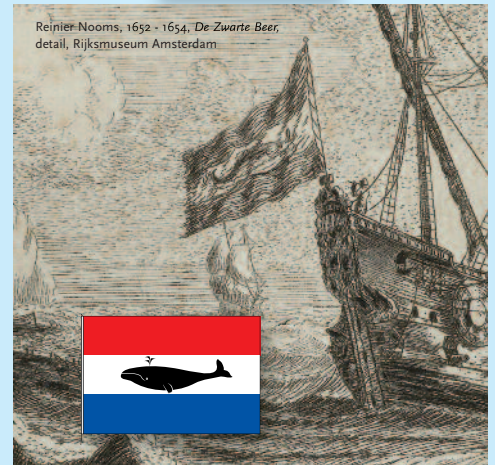 Reinier Nooms, 1652 - 1654, De Zwarte Beer,
detail, Rijksmuseum Amsterdam